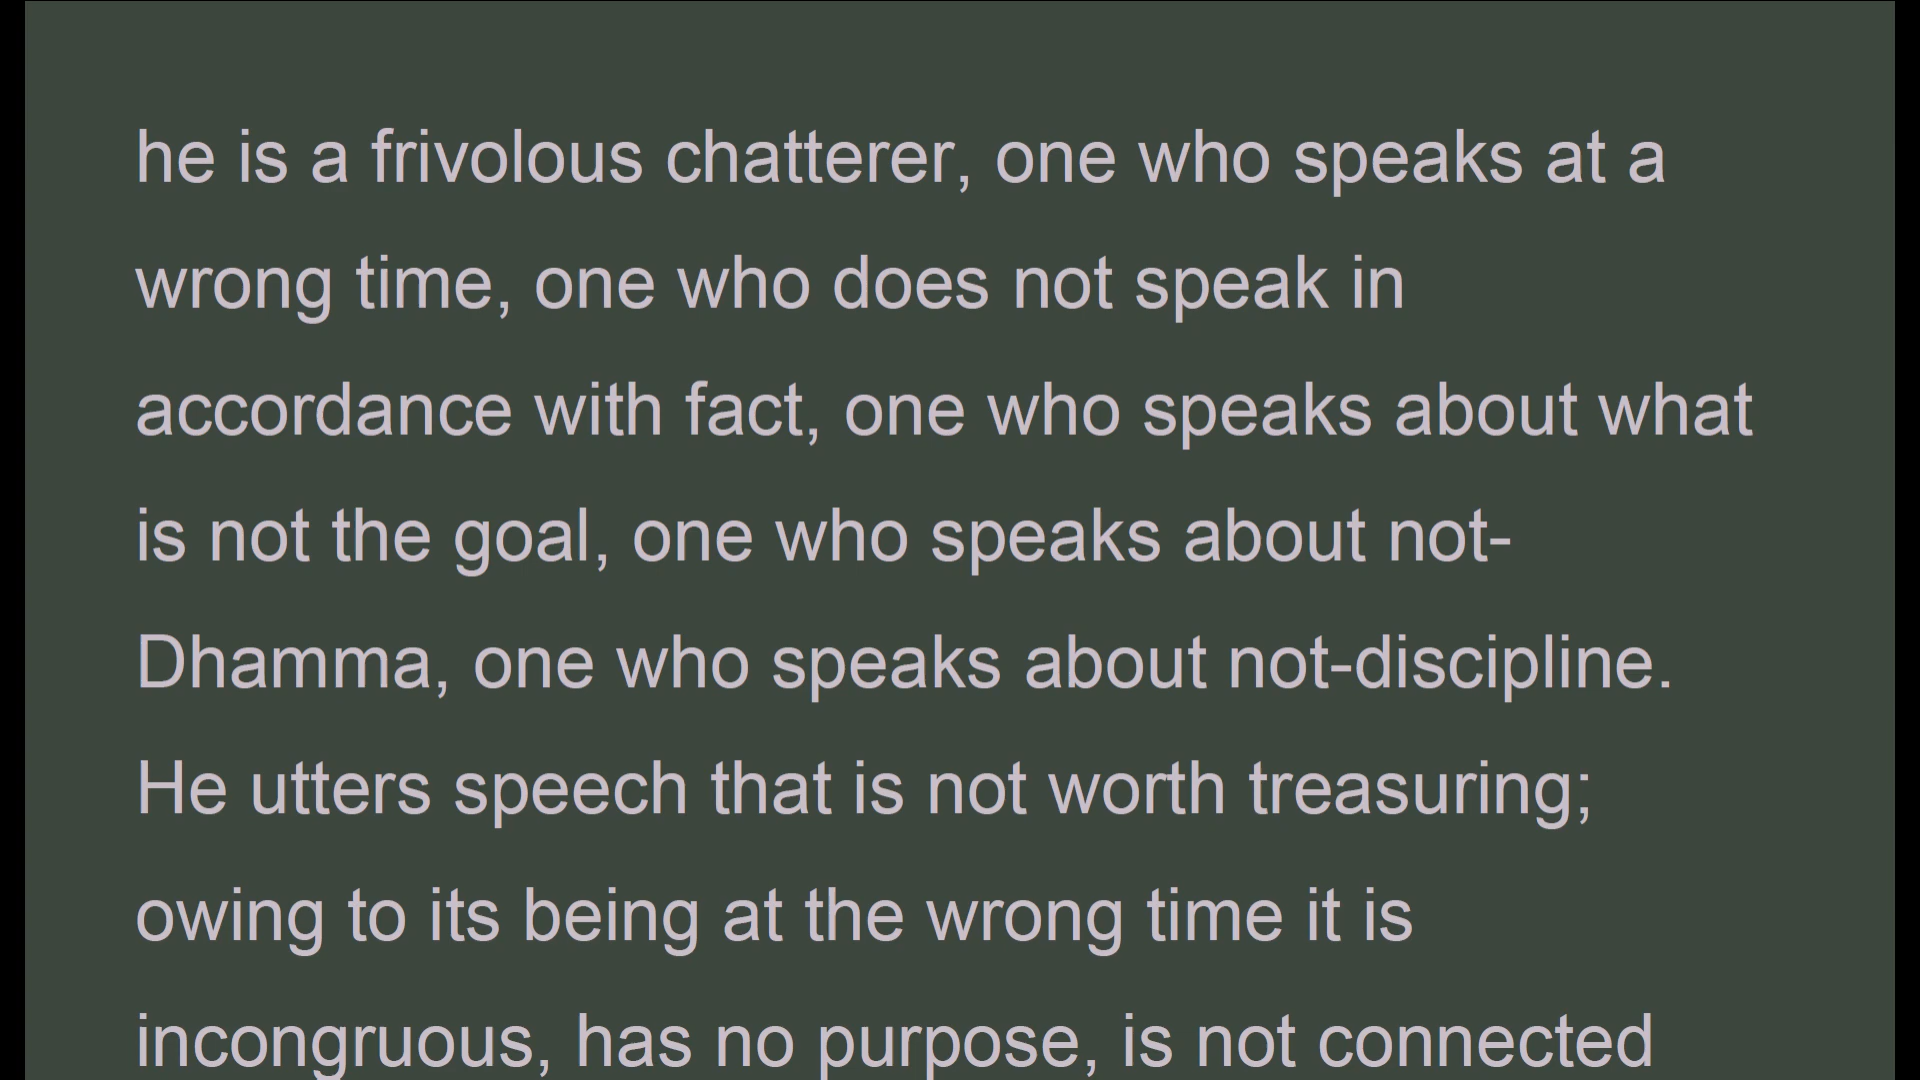 he is a frivolous chatterer, one who speaks at a
wrong time, one who does not speak in
accordance with fact, one who speaks about what
is not the goal, one who speaks about not-
Dhamma, one who speaks about not-discipline.
He utters speech that is not worth treasuring;
owing to its being at the wrong time it is
incongruous, has no purpose, is not connected